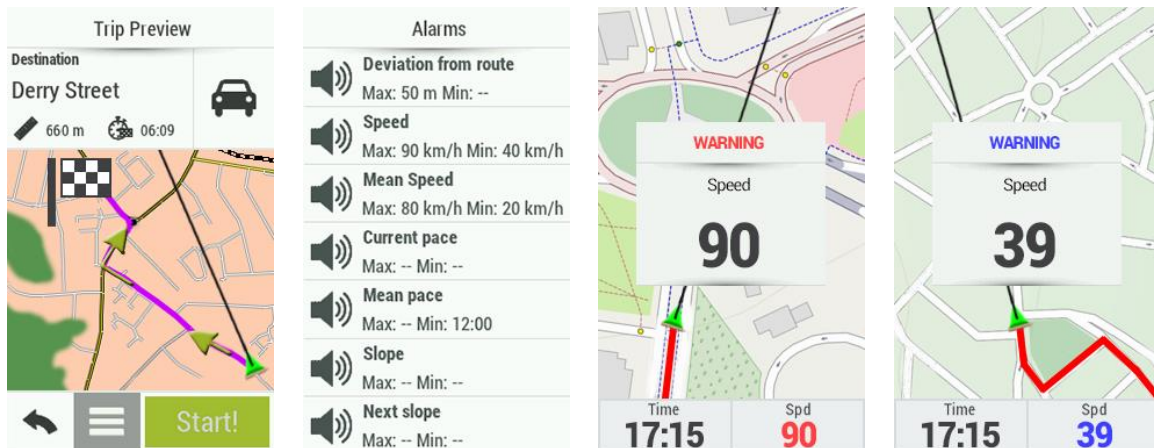 Trip Preview
Destination
Derry Street
660 m 06:09
Start!
Alarms
Deviation from route
Max: 50 m Min: --
Speed
Max: 90 km/h Min: 40 km/h
Mean Speed
Max: 80 km/h Min: 20 km/h
Current pace
Max: -- Min: --
Mean pace
Max: -- Min: 12:00
Slope
Max: -- Min: --
Next slope
Max: -- Min: --
WARNING
Speed
90
Time Spd
17:15 90
WARNING
Speed
39
Time Spd
17:15 39